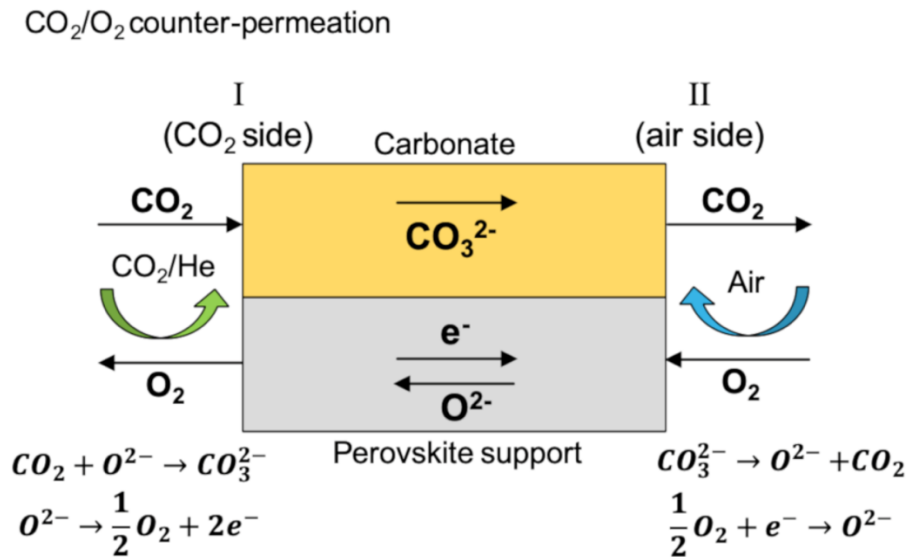 CO₂/O₂ counter-permeation
I
(CO₂ side)
II
(air side)
Carbonate
CO₂
CO₃²⁻
CO₂
CO₂/He
Air
e⁻
O₂
O²⁻
O₂
Perovskite support
CO₂ + O²⁻ → CO₃²⁻
O²⁻ → 1/2 O₂ + 2e⁻
CO₃²⁻ → O²⁻ +CO₂
1/2 O₂ + e⁻ → O²⁻